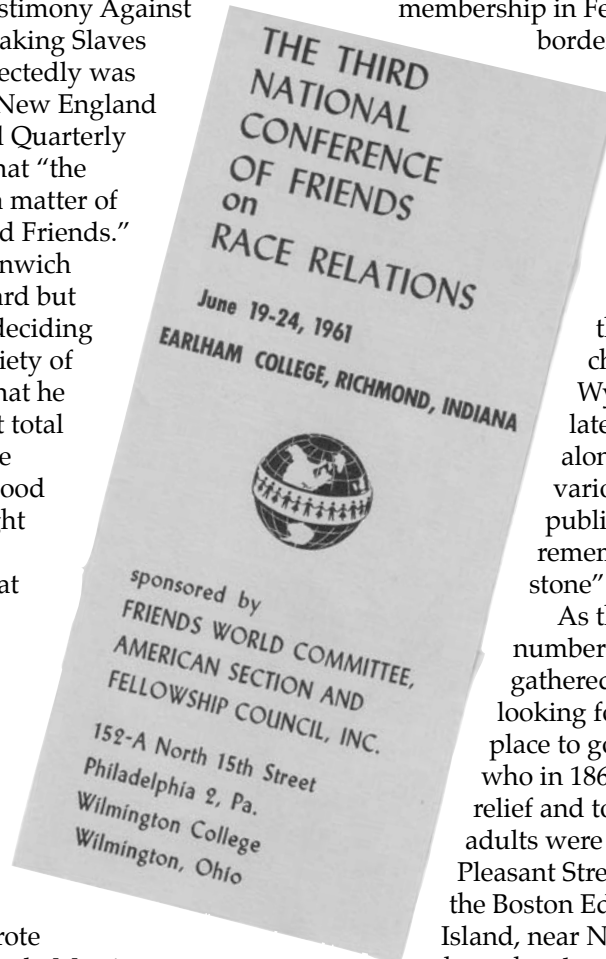 stimony Against
aking Slaves
ectedly was
New England
l Quarterly
hat “the
a matter of
d Friends.”
nwich
ard but
deciding
iety of
hat he
t total
e
ood
ght
at
rote
THE THIRD
NATIONAL
CONFERENCE
OF FRIENDS
on
RACE RELATIONS
June 19-24, 1961
EARLHAM COLLEGE, RICHMOND, INDIANA
sponsored by
FRIENDS WORLD COMMITTEE,
AMERICAN SECTION AND
FELLOWSHIP COUNCIL, INC.
152-A North 15th Street
Philadelphia 2, Pa.
Wilmington College
Wilmington, Ohio
membership in Fe
border
th
ch
Wy
late
alon
vario
publi
remem
stone”
As th
number
gathered
looking fo
place to go
who in 186
relief and to
adults were
Pleasant Stre
the Boston Ed
Island, near N